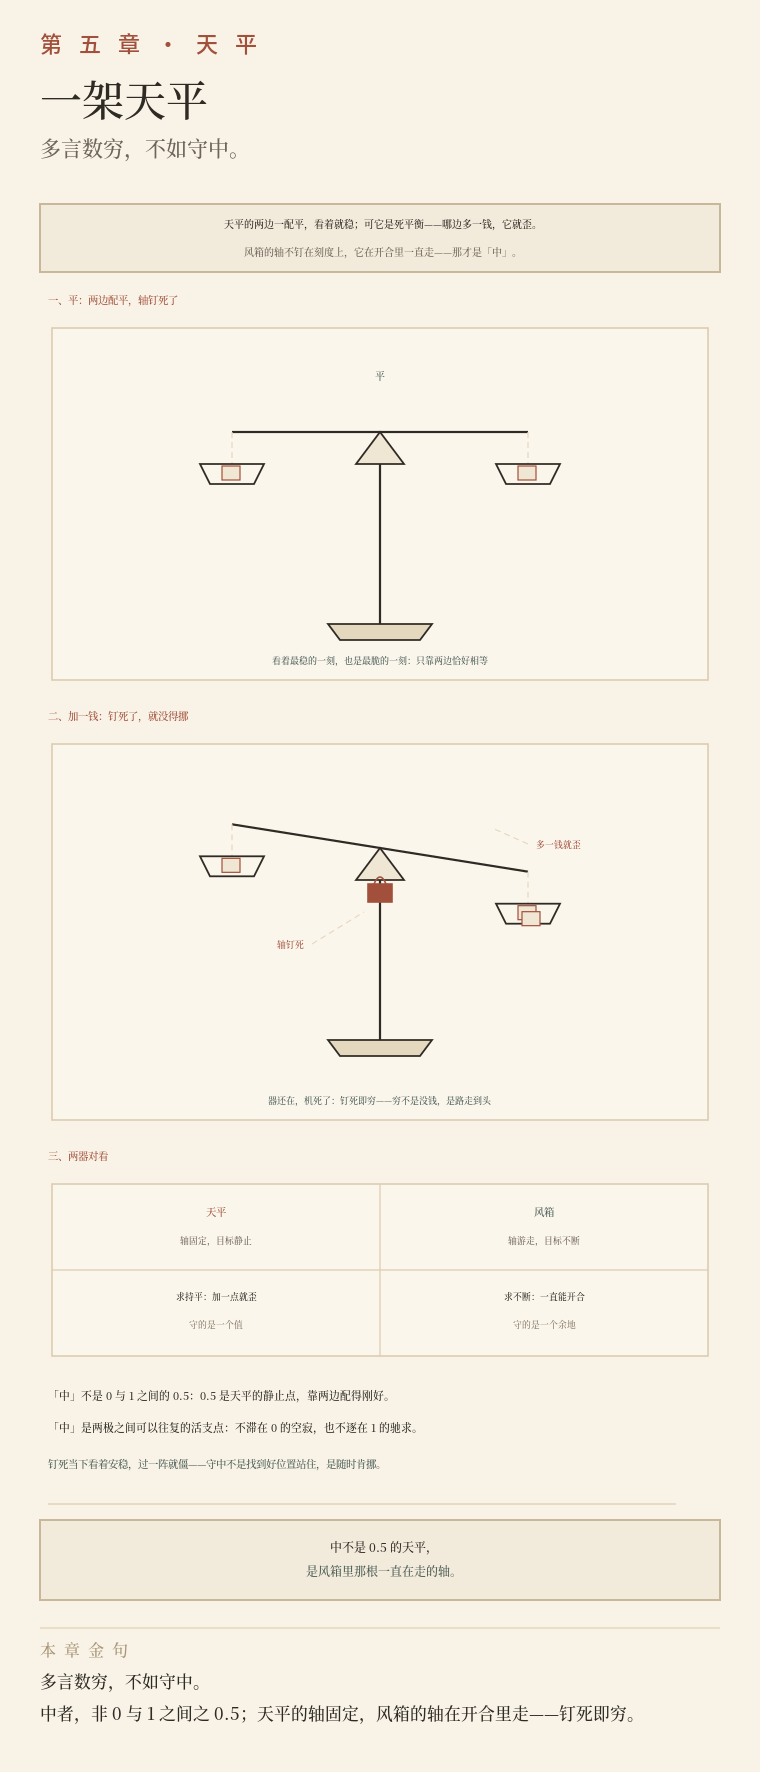 第五章·天平
一架天平
多言数穷，不如守中。
天平的两边一配平，看着就稳；可它是死平衡——哪边多一钱，它就歪。
风箱的轴不钉在刻度上，它在开合里一直走——那才是「中」。
一、平：两边配平，轴钉死了
平
看着最稳的一刻，也是最脆的一刻：只靠两边恰好相等
二、加一钱：钉死了，就没得挪
多一钱就歪
轴钉死
器还在，机死了：钉死即穷——穷不是没钱，是路走到头
三、两器对看
天平
风箱
轴固定，目标静止
轴游走，目标不断
求持平：加一点就歪
求不断：一直能开合
守的是一个值
守的是一个余地
「中」不是 0 与 1 之间的 0.5：0.5 是天平的静止点，靠两边配得刚好。
「中」是两极之间可以往复的活支点：不滞在 0 的空寂，也不逐在 1 的驰求。
钉死当下看着安稳，过一阵就僵——守中不是找到好位置站住，是随时肯挪。
中不是 0.5 的天平，
是风箱里那根一直在走的轴。
本章金句
多言数穷，不如守中。
中者，非 0 与 1 之间之 0.5；天平的轴固定，风箱的轴在开合里走——钉死即穷。